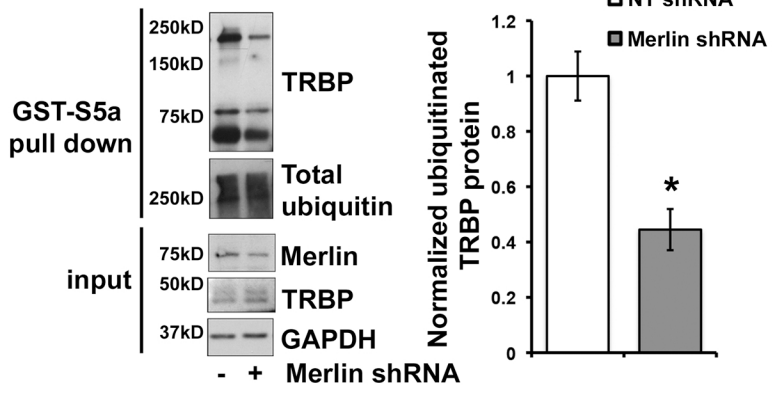 GST-S5a
pull down
input
250kD
150kD
75kD
250kD
75kD
50kD
37kD
TRBP
Total
ubiquitin
Merlin
TRBP
GAPDH
- + Merlin shRNA
Normalized ubiquitinated
TRBP protein
1.2
1
0.8
0.6
0.4
0.2
0
*
NT shRNA
Merlin shRNA